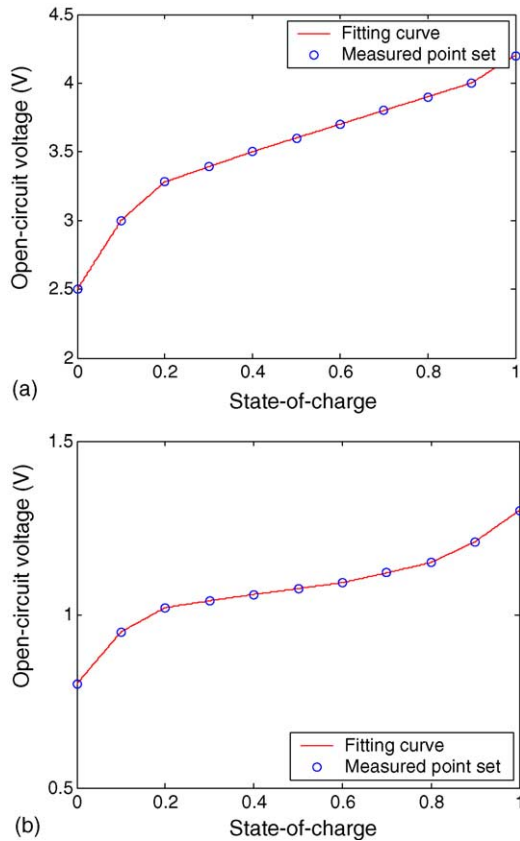 4.5
4
3.5
3
2.5
2
Open-circuit voltage (V)
Fitting curve
Measured point set
0
0.2
0.4
0.6
0.8
1
State-of-charge
(a)
1.5
1
0.5
Open-circuit voltage (V)
Fitting curve
Measured point set
0
0.2
0.4
0.6
0.8
1
State-of-charge
(b)